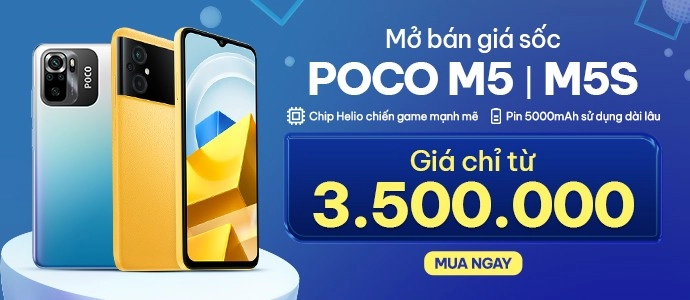 POCO
Mở bán giá sốc
POCO M5 | M5S
Chip Helio chiến game mạnh mẽ
Pin 5000mAh sử dụng dài lâu
Giá chỉ từ
3.500.000
MUA NGAY